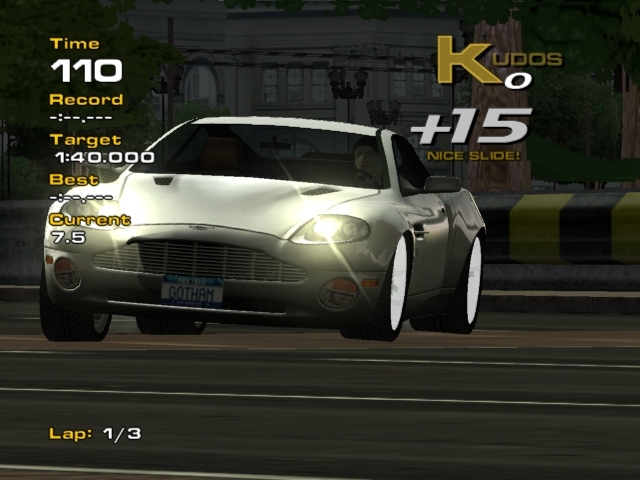 Time
110
Record
-:--.---
Target
1:40.000
Best
-:--.---
Current
7.5
KUDOS
0
+15
NICE SLIDE!
GOTHAM
Lap: 1/3